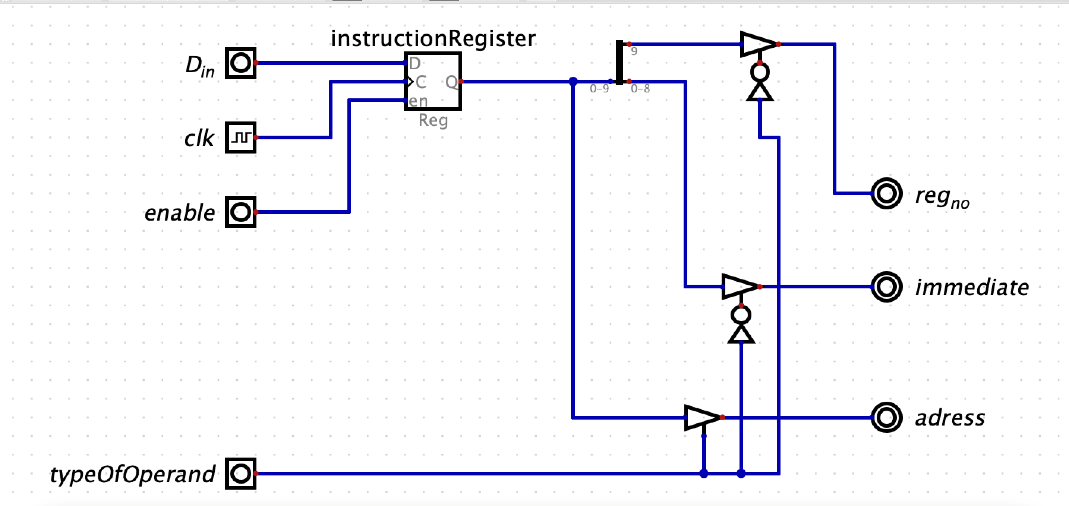 instructionRegister
D_in
D
C
Q
en
Reg
clk
enable
9
0-9
0-8
reg_no
immediate
adress
typeOfOperand